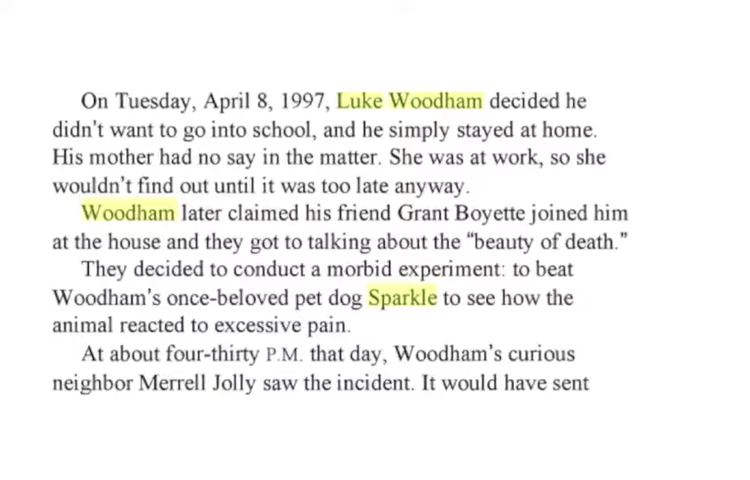 On Tuesday, April 8, 1997, Luke Woodham decided he
didn't want to go into school, and he simply stayed at home.
His mother had no say in the matter. She was at work, so she
wouldn't find out until it was too late anyway.
Woodham later claimed his friend Grant Boyette joined him
at the house and they got to talking about the “beauty of death.”
They decided to conduct a morbid experiment: to beat
Woodham's once-beloved pet dog Sparkle to see how the
animal reacted to excessive pain.
At about four-thirty P.M. that day, Woodham's curious
neighbor Merrell Jolly saw the incident. It would have sent